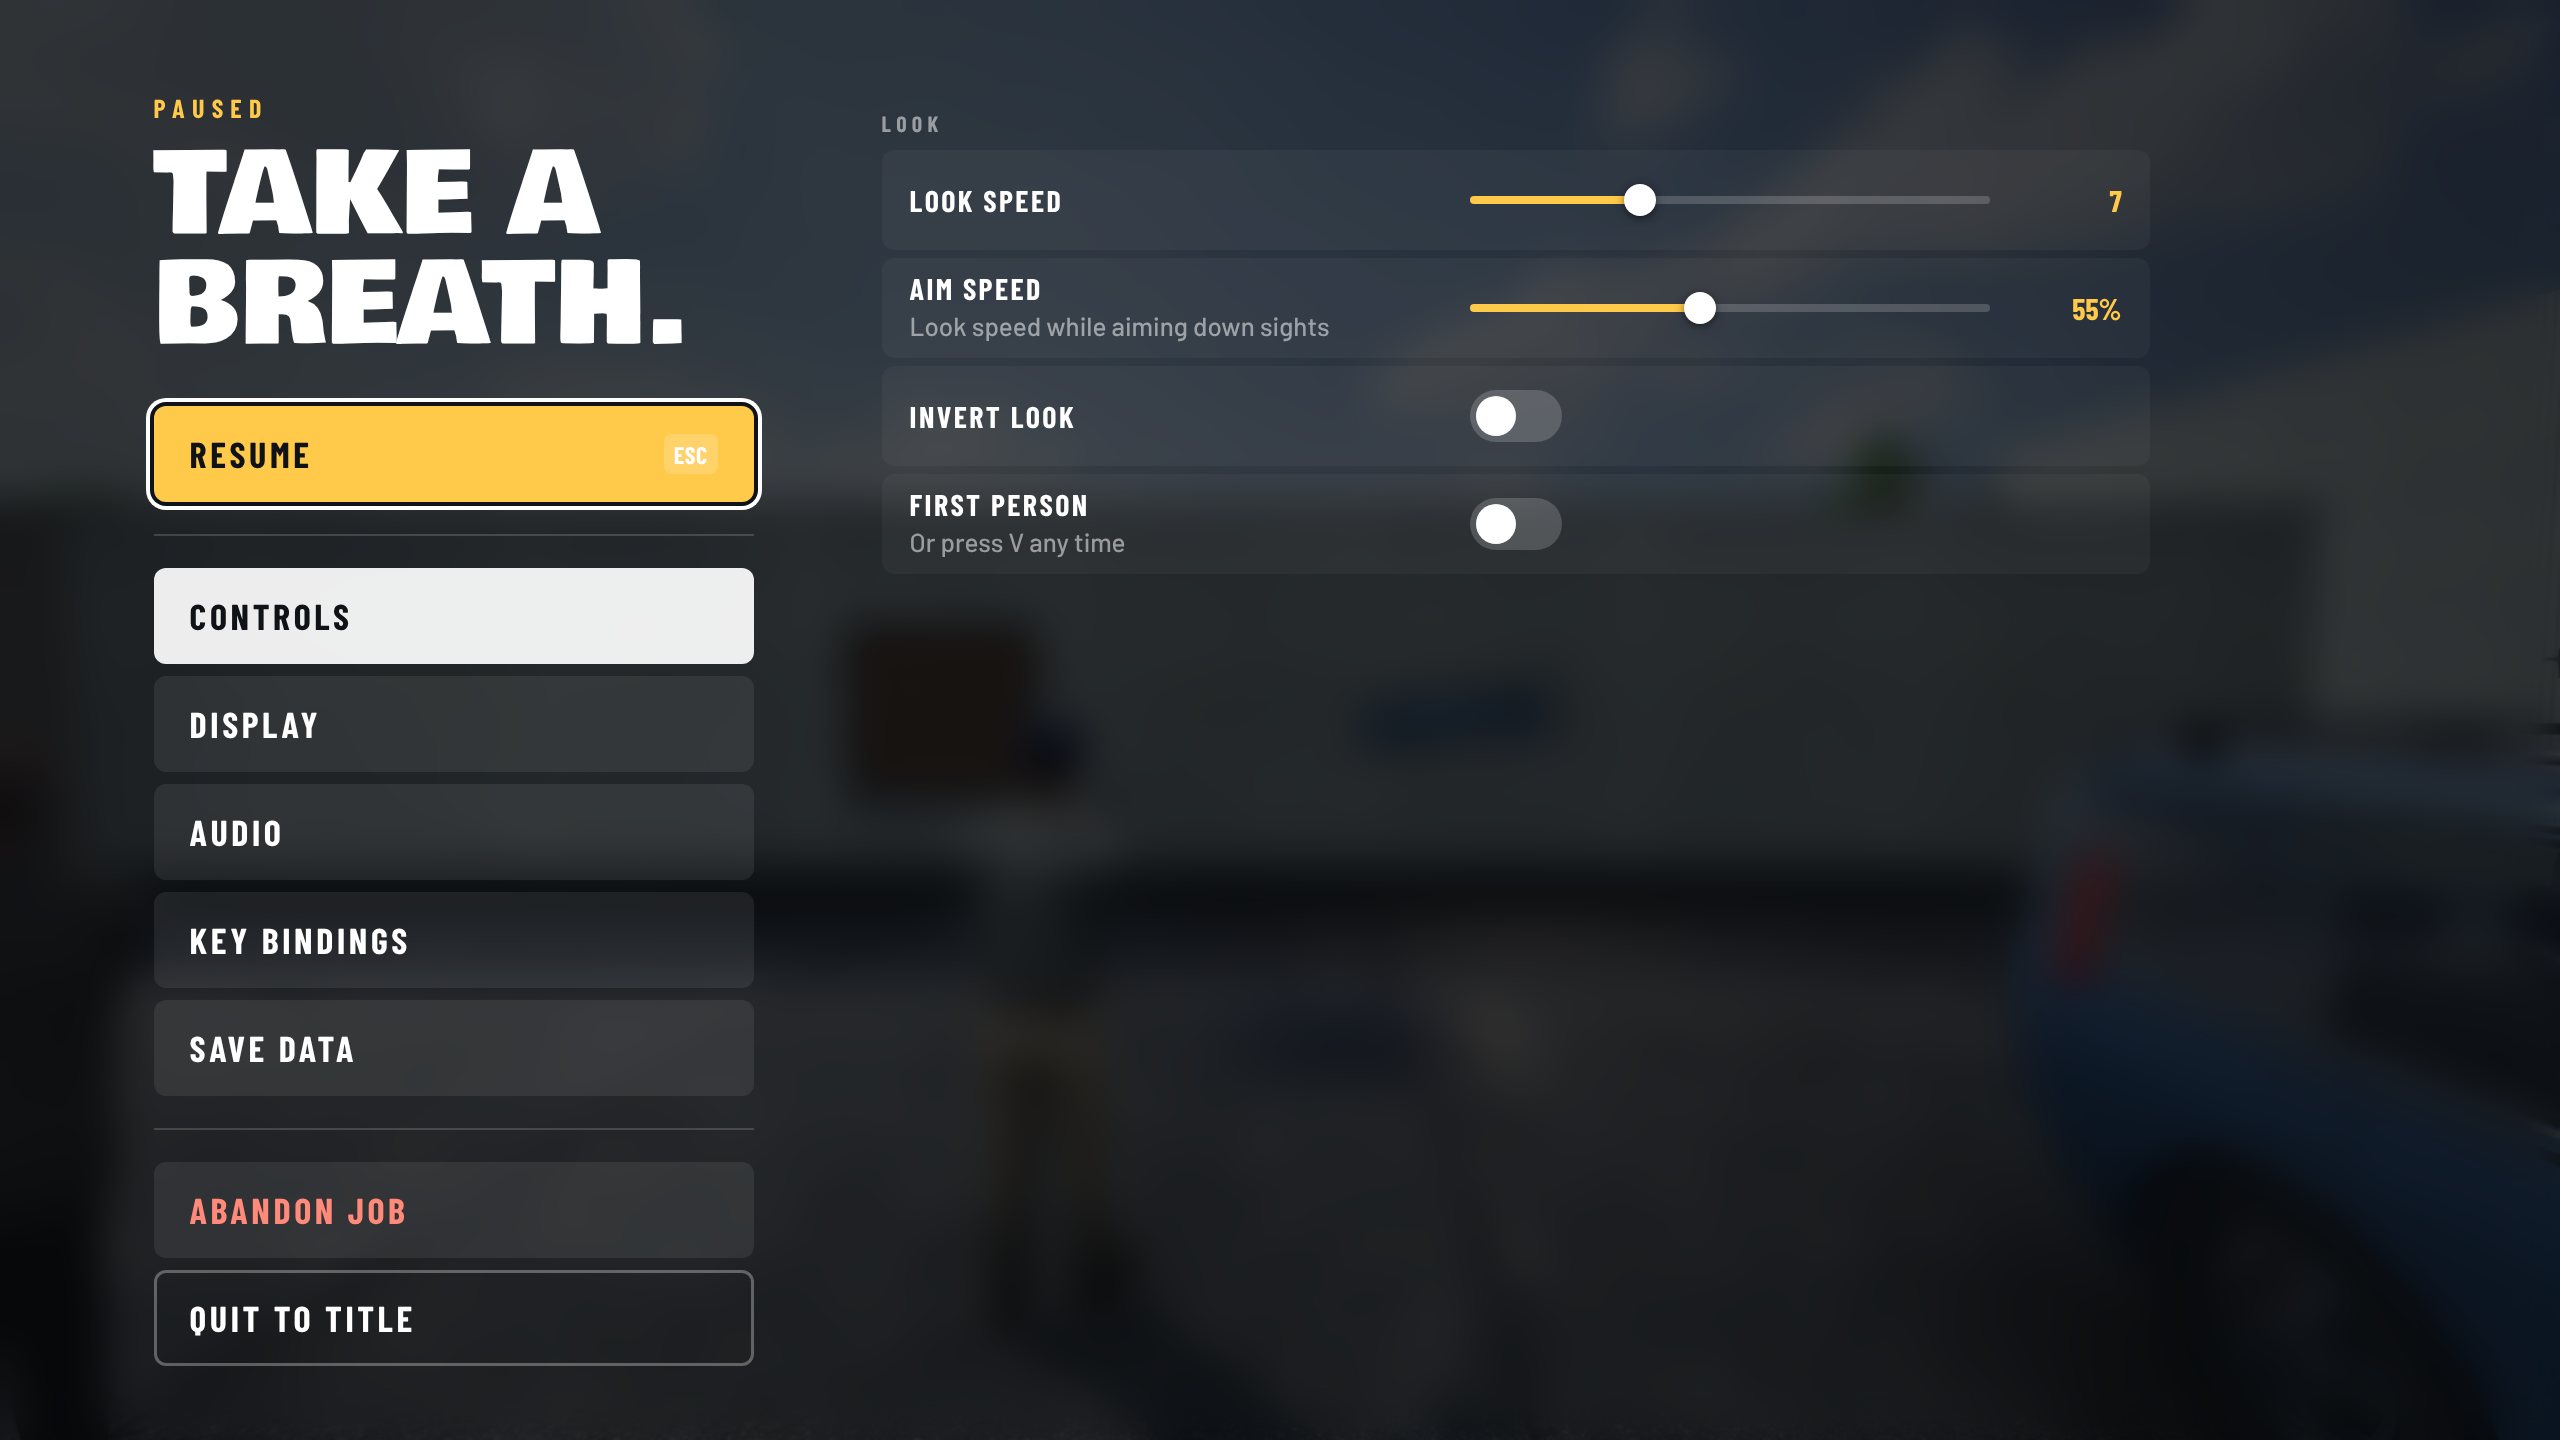 PAUSED
TAKE A
BREATH.
RESUME ESC
CONTROLS
DISPLAY
AUDIO
KEY BINDINGS
SAVE DATA
ABANDON JOB
QUIT TO TITLE
LOOK
LOOK SPEED 7
AIM SPEED 55%
Look speed while aiming down sights
INVERT LOOK
FIRST PERSON
Or press V any time